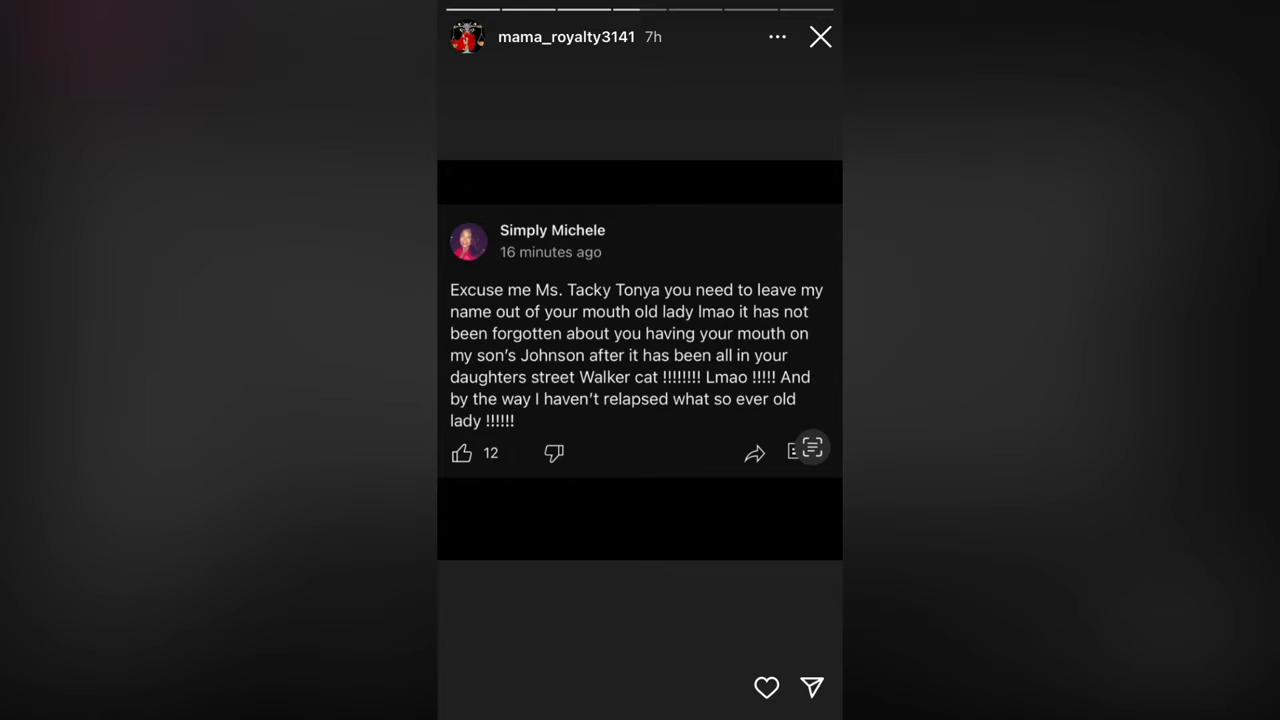 mama_royalty3141 7h
Simply Michele
16 minutes ago
Excuse me Ms. Tacky Tonya you need to leave my
name out of your mouth old lady lmao it has not
been forgotten about you having your mouth on
my son's Johnson after it has been all in your
daughters street Walker cat !!!!!!!! Lmao !!!!! And
by the way I haven't relapsed what so ever old
lady !!!!!!
12